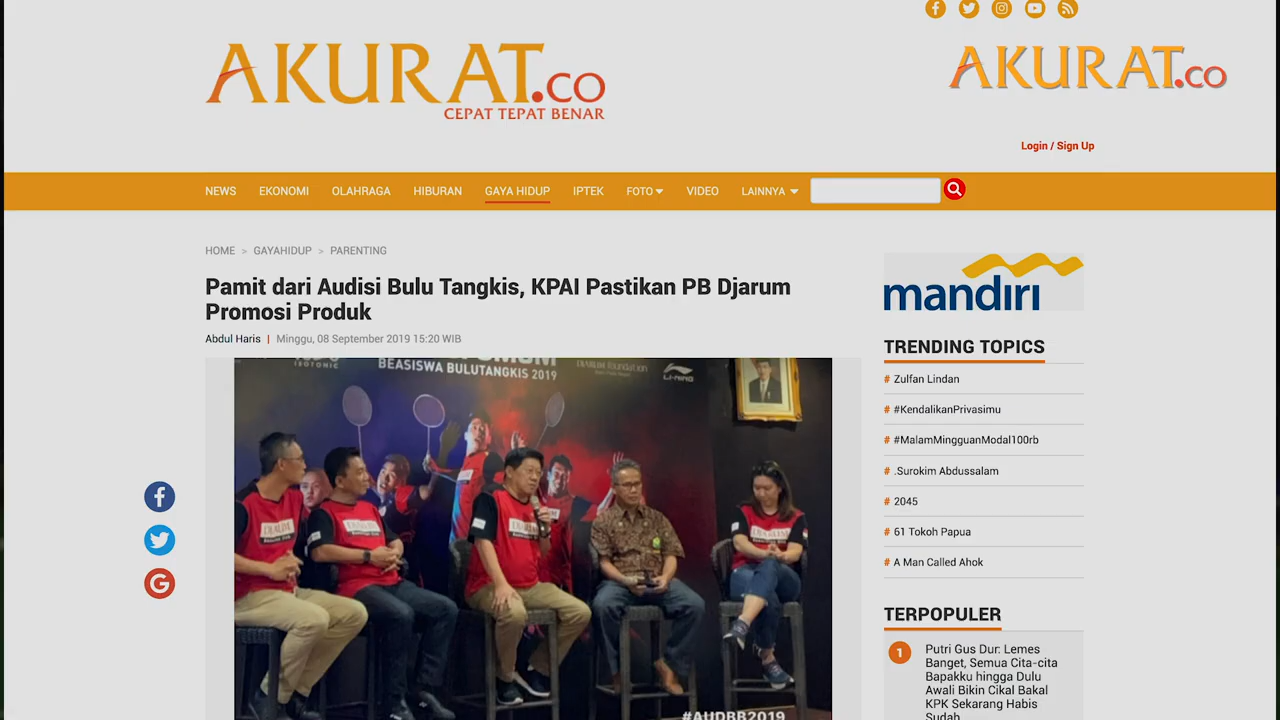 AKURAT.CO
CEPAT TEPAT BENAR
AKURAT.CO
Login / Sign Up
NEWS EKONOMI OLAHRAGA HIBURAN GAYA HIDUP IPTEK FOTO VIDEO LAINNYA
HOME > GAYAHIDUP > PARENTING
Pamit dari Audisi Bulu Tangkis, KPAI Pastikan PB Djarum
Promosi Produk
Abdul Haris | Minggu, 08 September 2019 15:20 WIB
ISOTONIC
BEASISWA BULUTANGKIS 2019
LI-NING
DJARUM
#AUDBB2019
mandiri
TRENDING TOPICS
# Zulfan Lindan
# #KendalikanPrivasimu
# #MalamMingguanModal100rb
# .Surokim Abdussalam
# 2045
# 61 Tokoh Papua
# A Man Called Ahok
TERPOPULER
1
Putri Gus Dur: Lemes
Banget, Semua Cita-cita
Bapakku hingga Dulu
Awali Bikin Cikal Bakal
KPK Sekarang Habis
Sudah